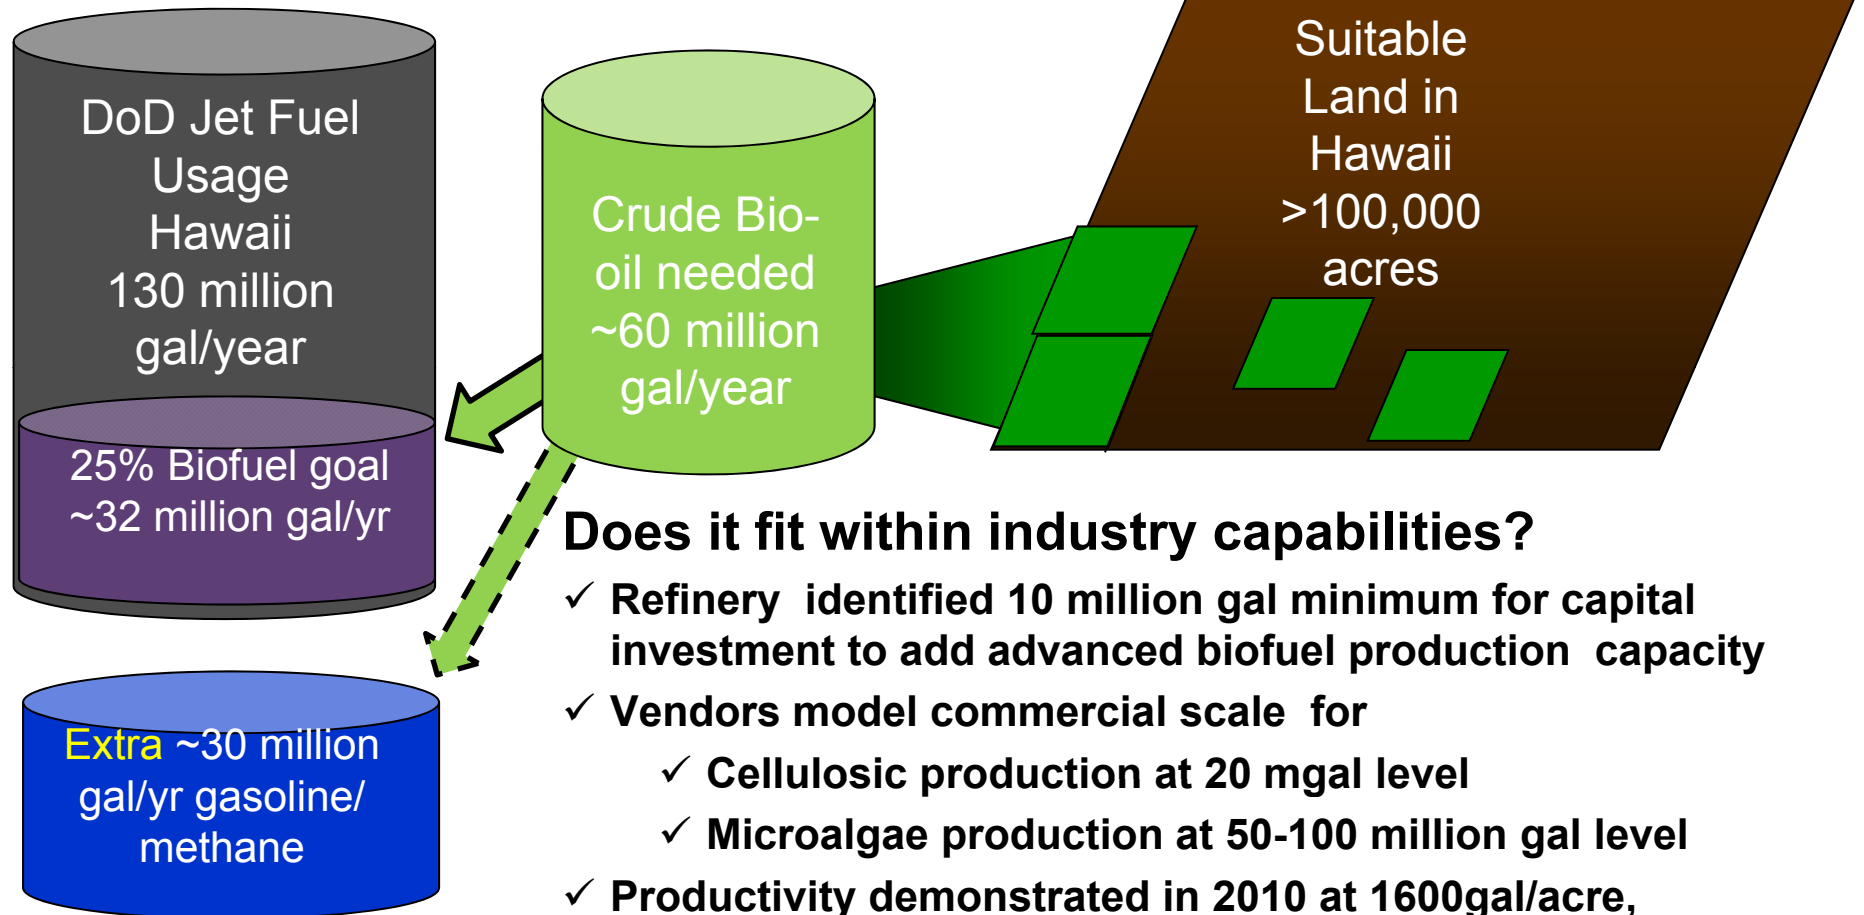 DoD Jet Fuel
Usage
Hawaii
130 million
gal/year
25% Biofuel goal
~32 million gal/yr
Extra ~30 million
gal/yr gasoline/
methane
Crude Bio-
oil needed
~60 million
gal/year
Suitable
Land in
Hawaii
>100,000
acres
Does it fit within industry capabilities?
✓ Refinery identified 10 million gal minimum for capital
investment to add advanced biofuel production capacity
✓ Vendors model commercial scale for
✓ Cellulosic production at 20 mgal level
✓ Microalgae production at 50-100 million gal level
✓ Productivity demonstrated in 2010 at 1600gal/acre,